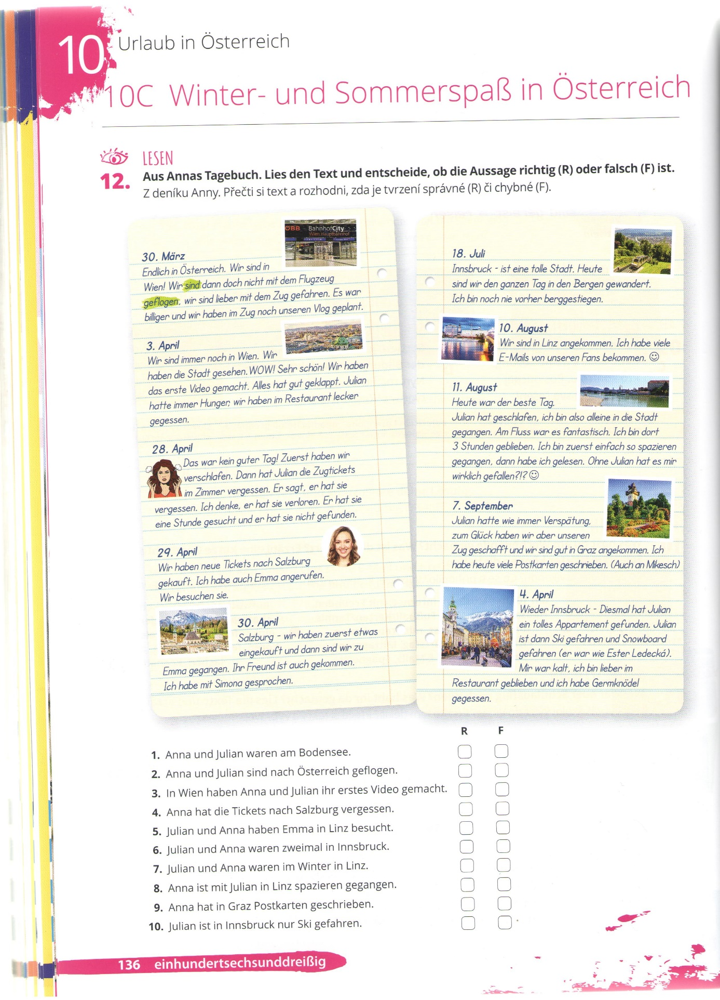 10 Urlaub in Österreich
10C Winter- und Sommerspaß in Österreich
LESEN
12. Aus Annas Tagebuch. Lies den Text und entscheide, ob die Aussage richtig (R) oder falsch (F) ist.
Z deníku Anny. Přečti si text a rozhodni, zda je tvrzení správné (R) či chybné (F).
ÖBB BahnhofCity
Wien Hauptbahnhof
30. März
Endlich in Österreich. Wir sind in
Wien! Wir sind dann doch nicht mit dem Flugzeug
geflogen, wir sind lieber mit dem Zug gefahren. Es war
billiger und wir haben im Zug noch unseren Vlog geplant.
3. April
Wir sind immer noch in Wien. Wir
haben die Stadt gesehen. WOW! Sehr schön! Wir haben
das erste Video gemacht. Alles hat gut geklappt. Julian
hatte immer Hunger, wir haben im Restaurant lecker
gegessen.
28. April
Das war kein guter Tag! Zuerst haben wir
verschlafen. Dann hat Julian die Zugtickets
im Zimmer vergessen. Er sagt, er hat sie
vergessen. Ich denke, er hat sie verloren. Er hat sie
eine Stunde gesucht und er hat sie nicht gefunden.
29. April
Wir haben neue Tickets nach Salzburg
gekauft. Ich habe auch Emma angerufen.
Wir besuchen sie.
30. April
Salzburg - wir haben zuerst etwas
eingekauft und dann sind wir zu
Emma gegangen. Ihr Freund ist auch gekommen.
Ich habe mit Simona gesprochen.
18. Juli
Innsbruck - ist eine tolle Stadt. Heute
sind wir den ganzen Tag in den Bergen gewandert.
Ich bin noch nie vorher berggestiegen.
10. August
Wir sind in Linz angekommen. Ich habe viele
E-Mails von unseren Fans bekommen. ☺
11. August
Heute war der beste Tag.
Julian hat geschlafen, ich bin also alleine in die Stadt
gegangen. Am Fluss war es fantastisch. Ich bin dort
3 Stunden geblieben. Ich bin zuerst einfach so spazieren
gegangen, dann habe ich gelesen. Ohne Julian hat es mir
wirklich gefallen?!? ☺
7. September
Julian hatte wie immer Verspätung,
zum Glück haben wir aber unseren
Zug geschafft und wir sind gut in Graz angekommen. Ich
habe heute viele Postkarten geschrieben. (Auch an Mikesch)
4. April
Wieder Innsbruck - Diesmal hat Julian
ein tolles Appartement gefunden. Julian
ist dann Ski gefahren und Snowboard
gefahren (er war wie Ester Ledecká).
Mir war kalt, ich bin lieber im
Restaurant geblieben und ich habe Germknödel
gegessen.
R F
1. Anna und Julian waren am Bodensee.
2. Anna und Julian sind nach Österreich geflogen.
3. In Wien haben Anna und Julian ihr erstes Video gemacht.
4. Anna hat die Tickets nach Salzburg vergessen.
5. Julian und Anna haben Emma in Linz besucht.
6. Julian und Anna waren zweimal in Innsbruck.
7. Julian und Anna waren im Winter in Linz.
8. Anna ist mit Julian in Linz spazieren gegangen.
9. Anna hat in Graz Postkarten geschrieben.
10. Julian ist in Innsbruck nur Ski gefahren.
136 einhundertsechsunddreißig